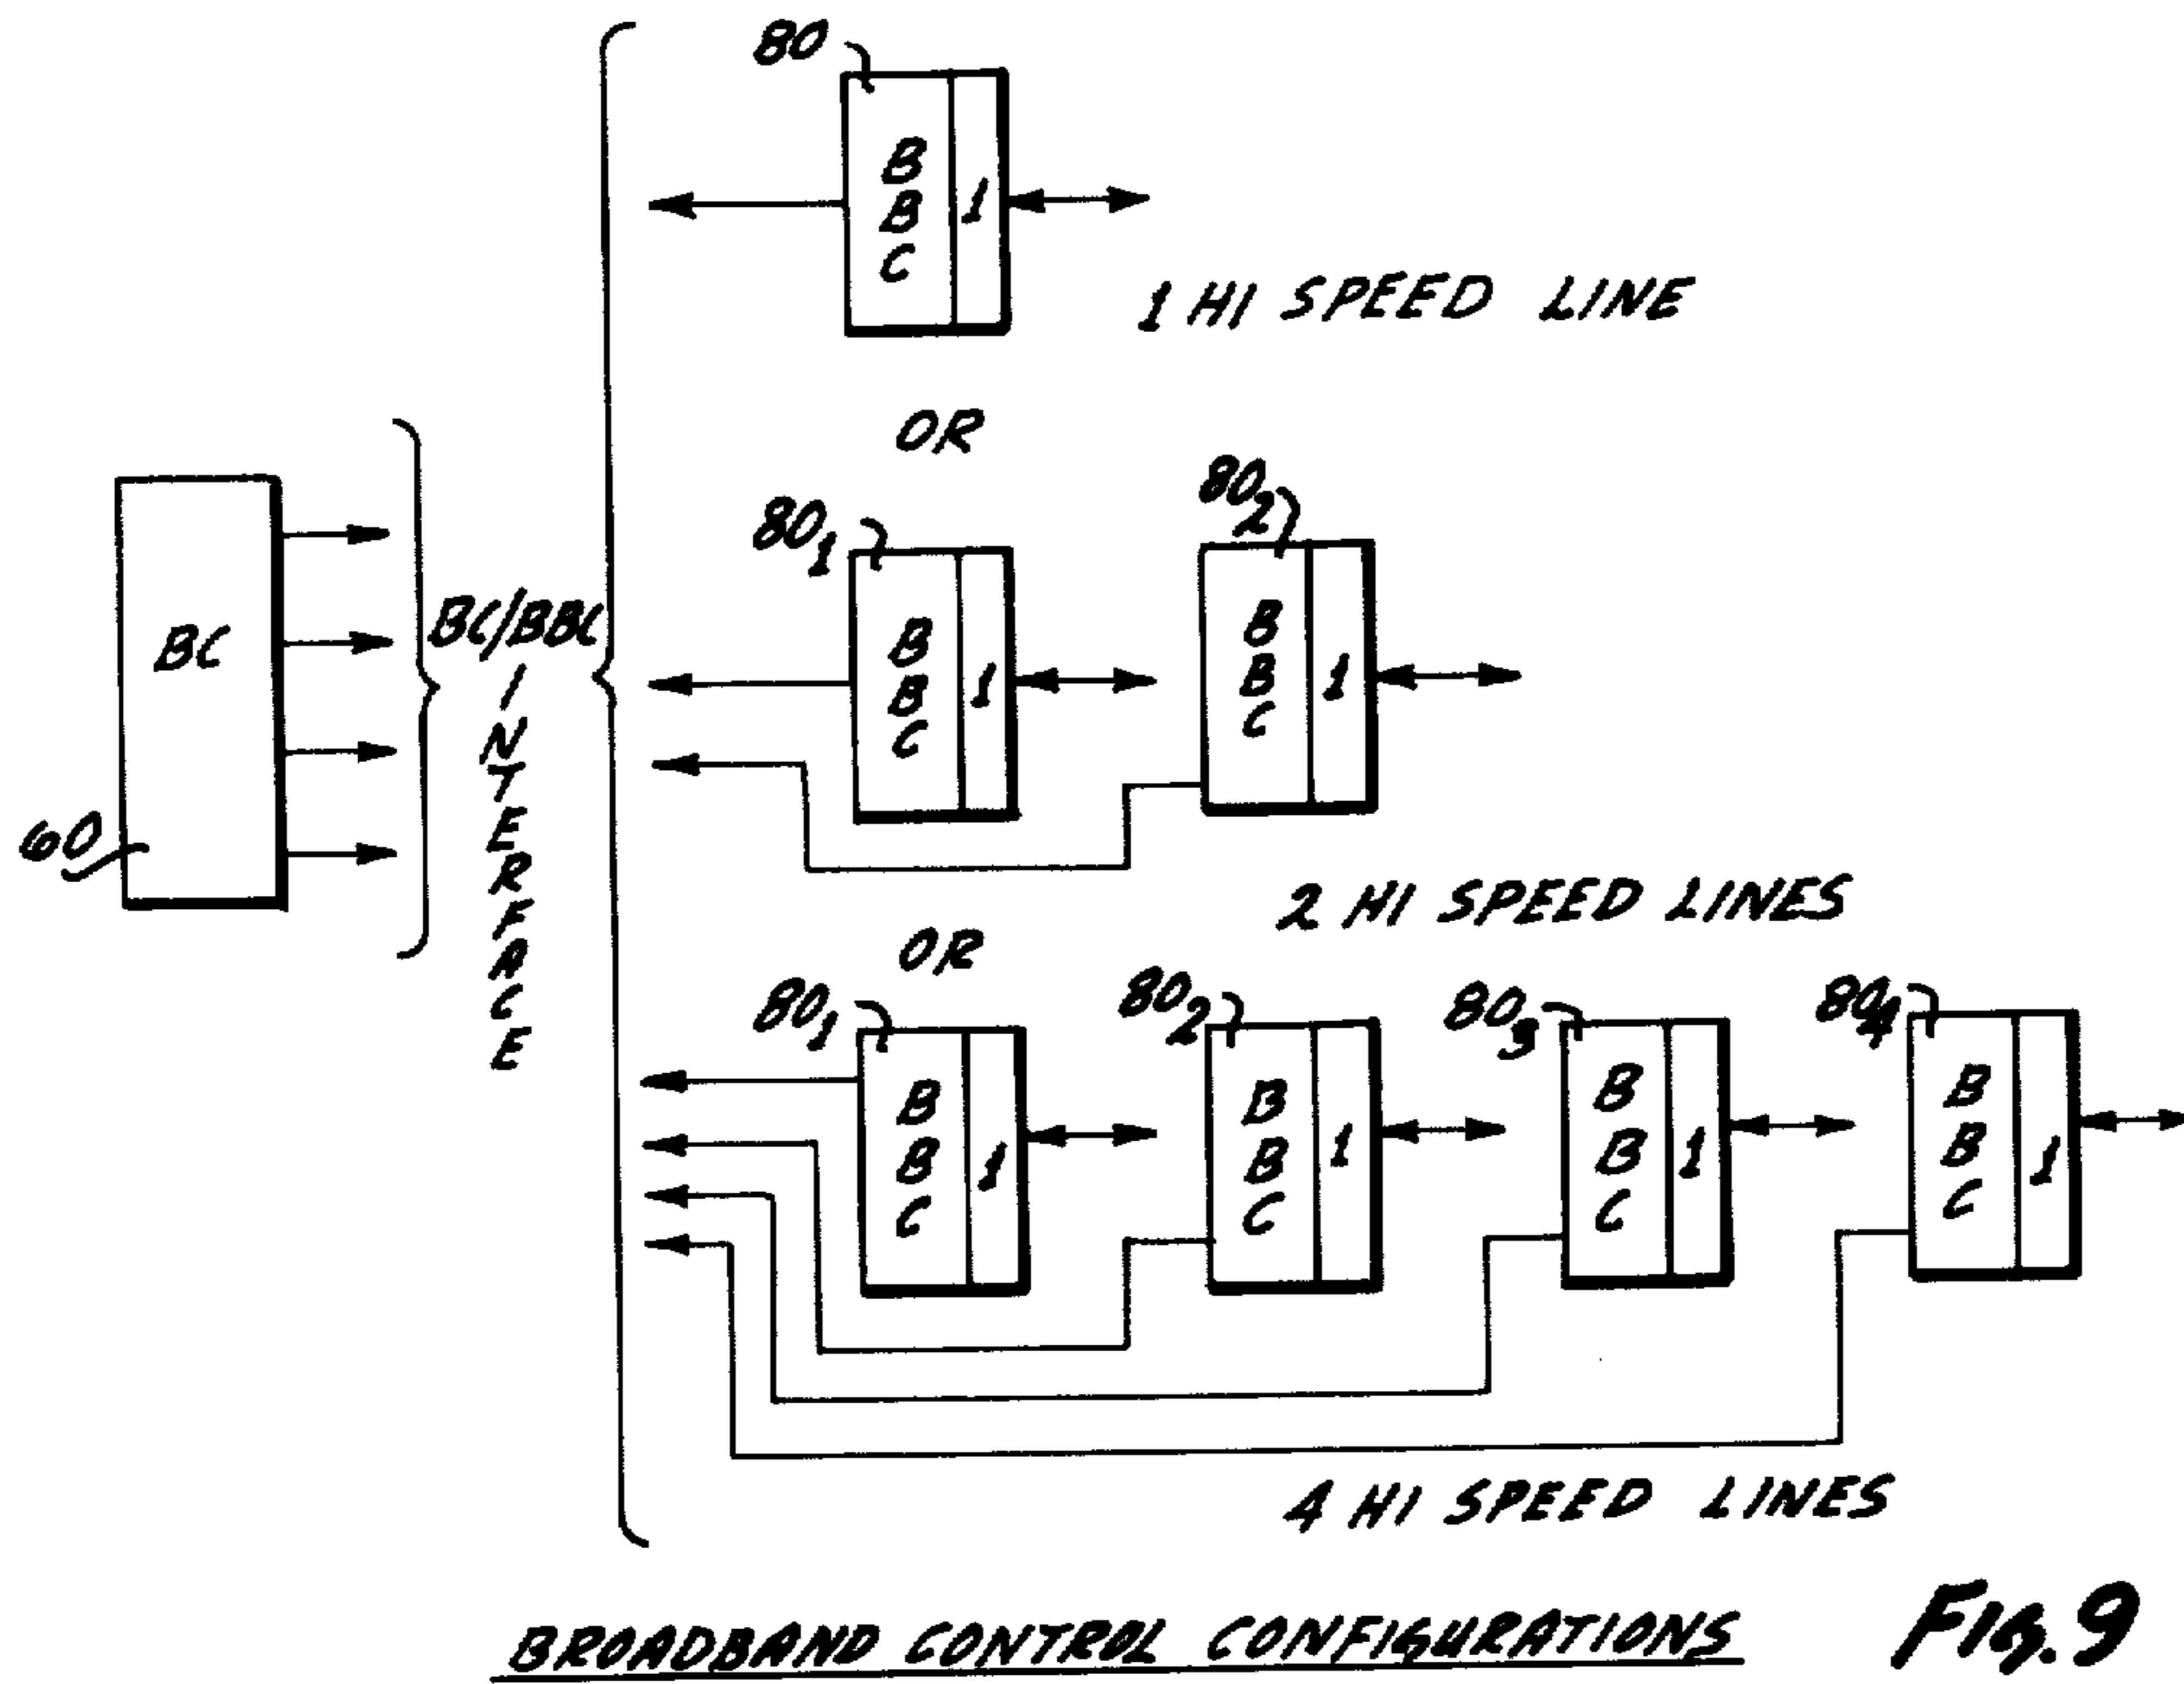 80
B
B
C
1
1 HI SPEED LINE
OR
BC
60
BC/BBC
I
N
T
E
R
F
A
C
E
80₁
B
B
C
1
80₂
B
B
C
1
2 HI SPEED LINES
OR
80₁
B
B
C
1
80₂
B
B
C
1
80₃
B
B
C
1
80₄
B
B
C
1
4 HI SPEED LINES
BROADBAND CONTROL CONFIGURATIONS
FIG. 9